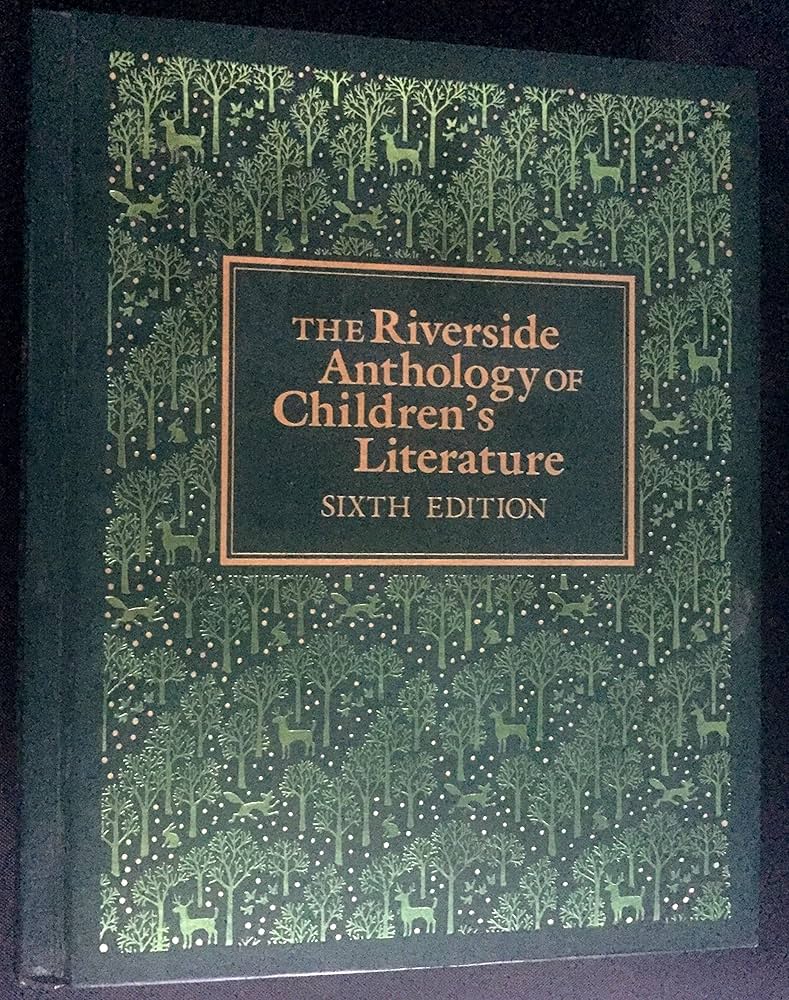 THE Riverside
Anthology OF
Children's
Literature
SIXTH EDITION